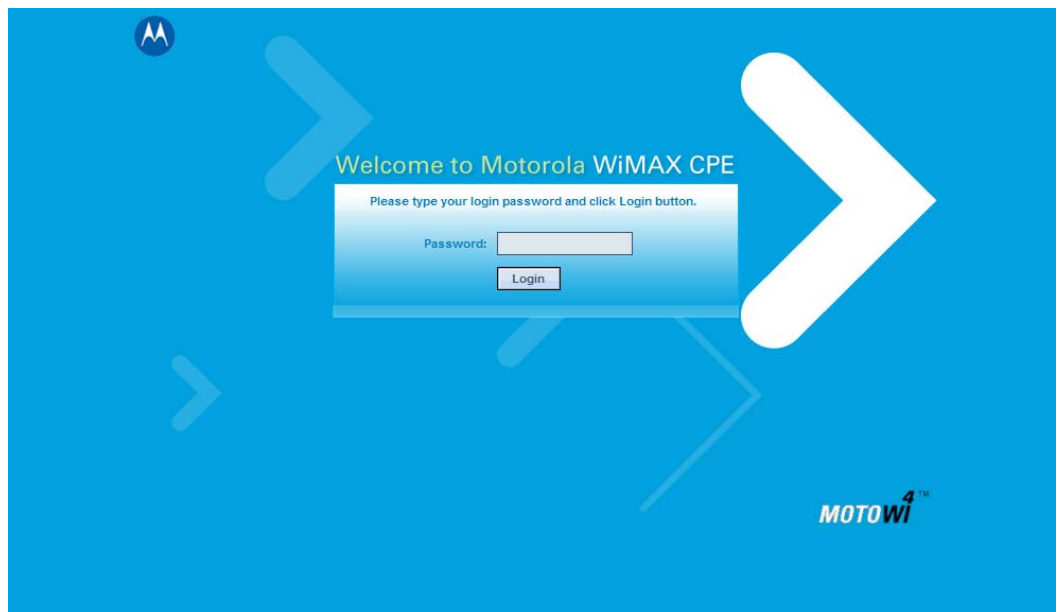 Welcome to Motorola WiMAX CPE
Please type your login password and click Login button.
Password:
Login
MOTOWi4™